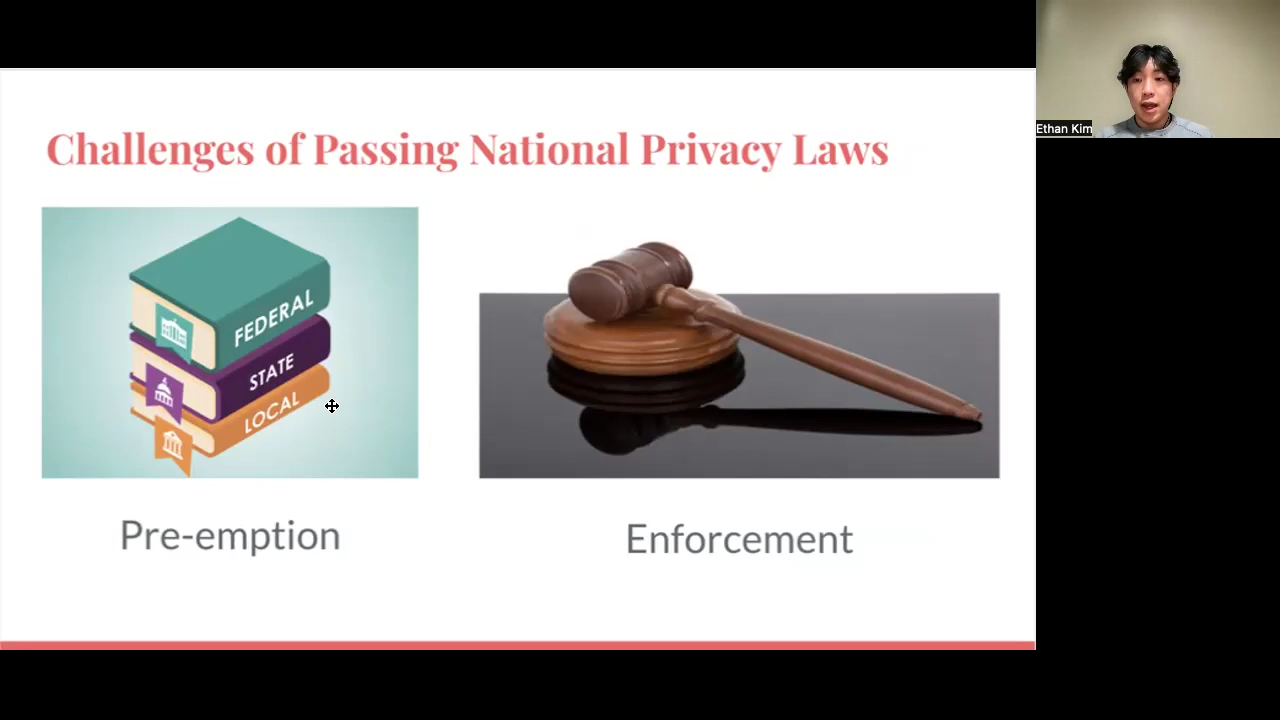 Challenges of Passing National Privacy Laws
FEDERAL
STATE
LOCAL
Pre-emption
Enforcement
Ethan Kim